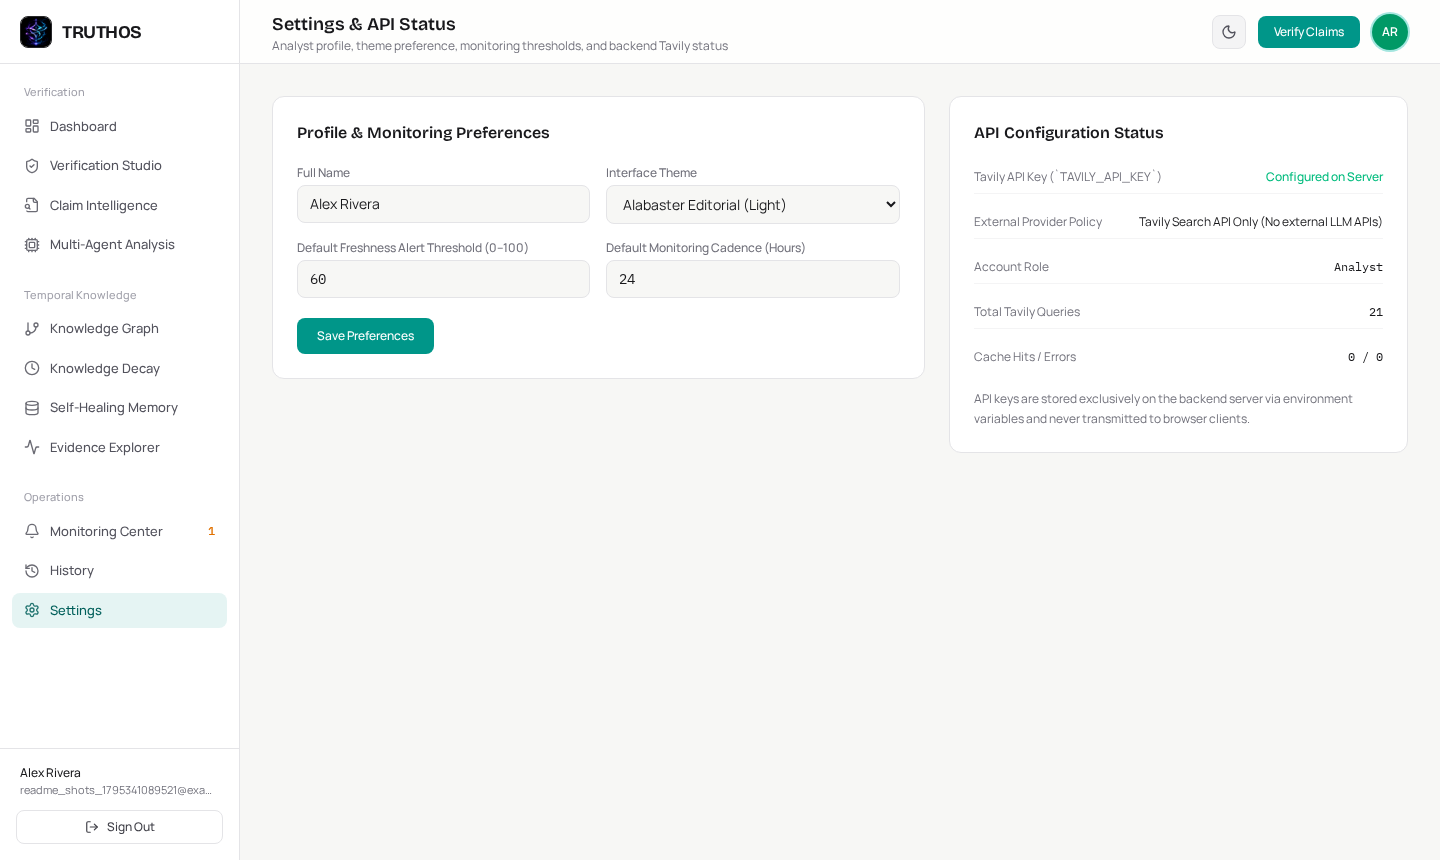 TRUTHOS
Verification
Dashboard
Verification Studio
Claim Intelligence
Multi-Agent Analysis
Temporal Knowledge
Knowledge Graph
Knowledge Decay
Self-Healing Memory
Evidence Explorer
Operations
Monitoring Center 1
History
Settings
Alex Rivera
readme_shots_1795341089521@exa...
Sign Out
Settings & API Status
Analyst profile, theme preference, monitoring thresholds, and backend Tavily status
Verify Claims
AR
Profile & Monitoring Preferences
Full Name
Alex Rivera
Interface Theme
Alabaster Editorial (Light)
Default Freshness Alert Threshold (0–100)
60
Default Monitoring Cadence (Hours)
24
Save Preferences
API Configuration Status
Tavily API Key (`TAVILY_API_KEY`) Configured on Server
External Provider Policy Tavily Search API Only (No external LLM APIs)
Account Role Analyst
Total Tavily Queries 21
Cache Hits / Errors 0 / 0
API keys are stored exclusively on the backend server via environment
variables and never transmitted to browser clients.